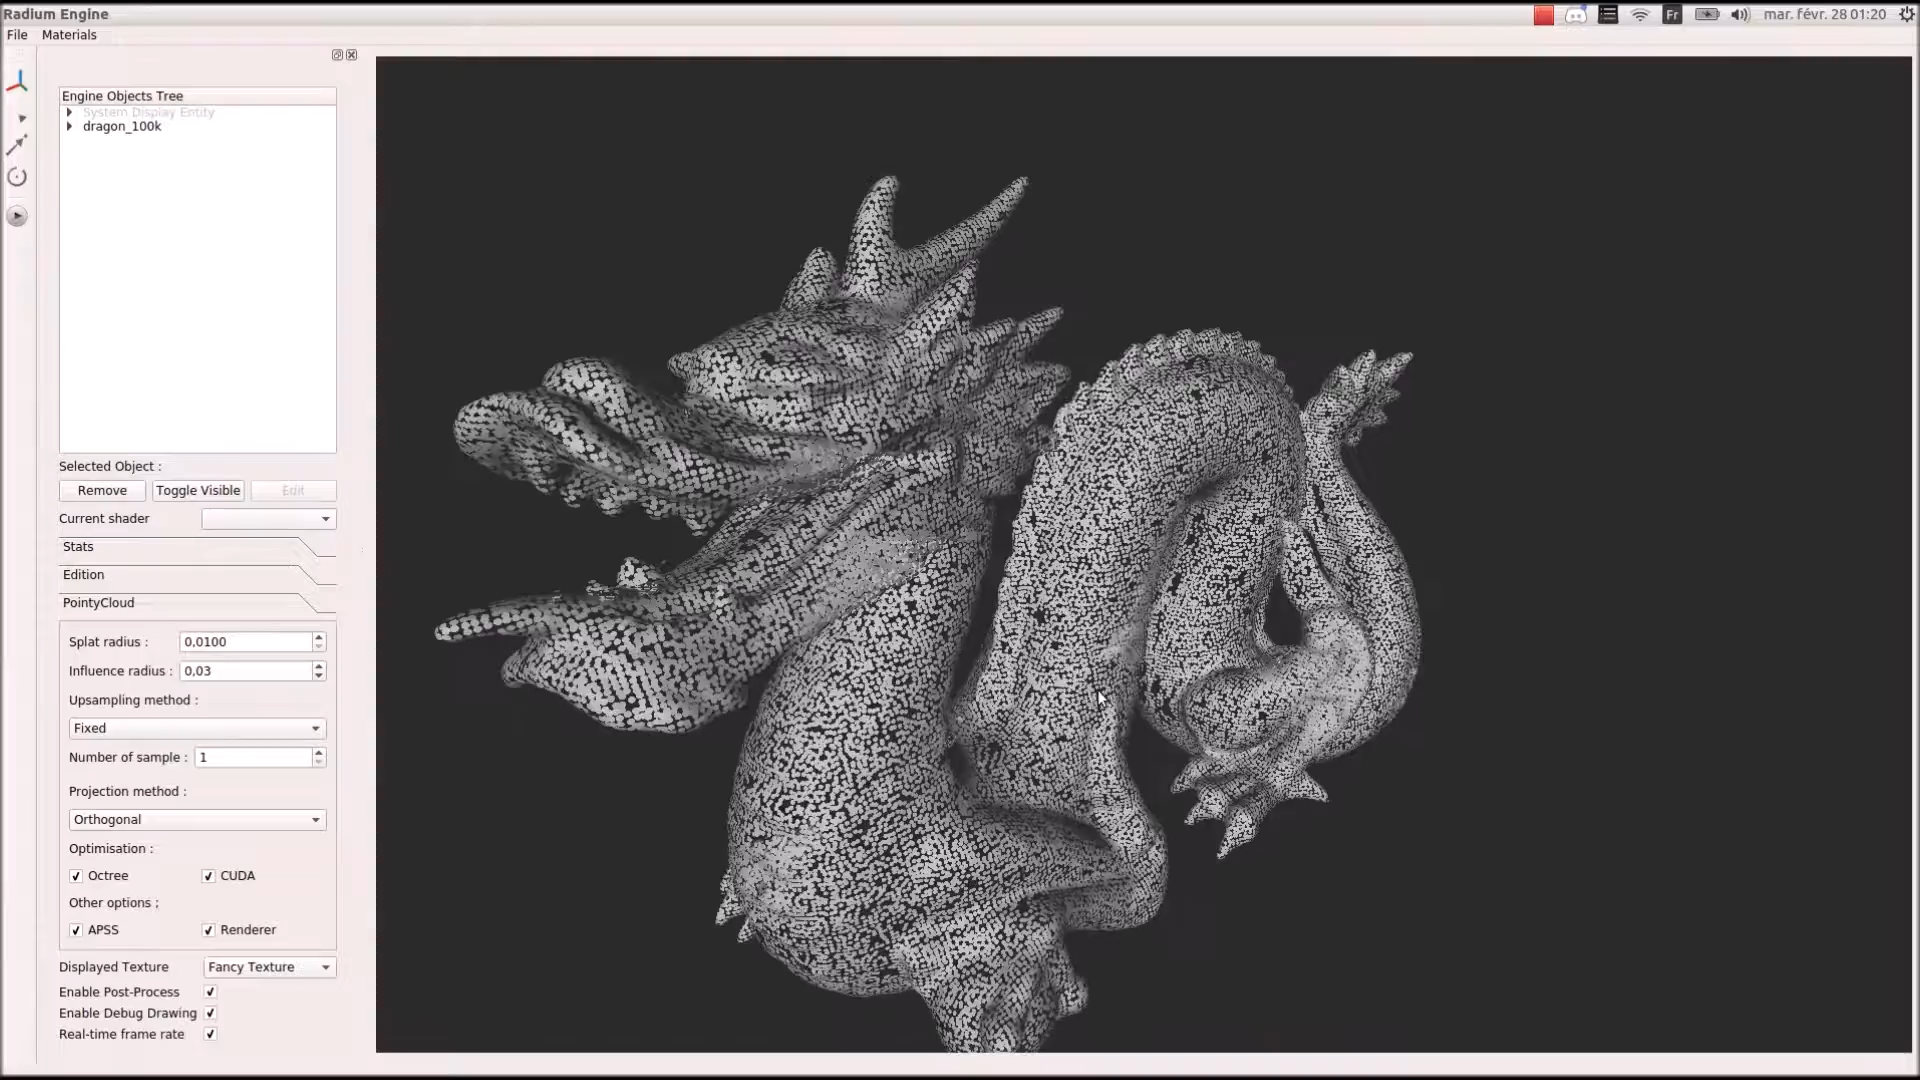 Radium Engine
Fr
mar. févr. 28 01:20
File Materials
Engine Objects Tree
System Display Entity
dragon_100k
Selected Object :
Remove Toggle Visible Edit
Current shader
Stats
Edition
PointyCloud
Splat radius : 0,0100
Influence radius : 0,03
Upsampling method :
Fixed
Number of sample : 1
Projection method :
Orthogonal
Optimisation :
Octree CUDA
Other options ;
APSS Renderer
Displayed Texture Fancy Texture
Enable Post-Process
Enable Debug Drawing
Real-time frame rate